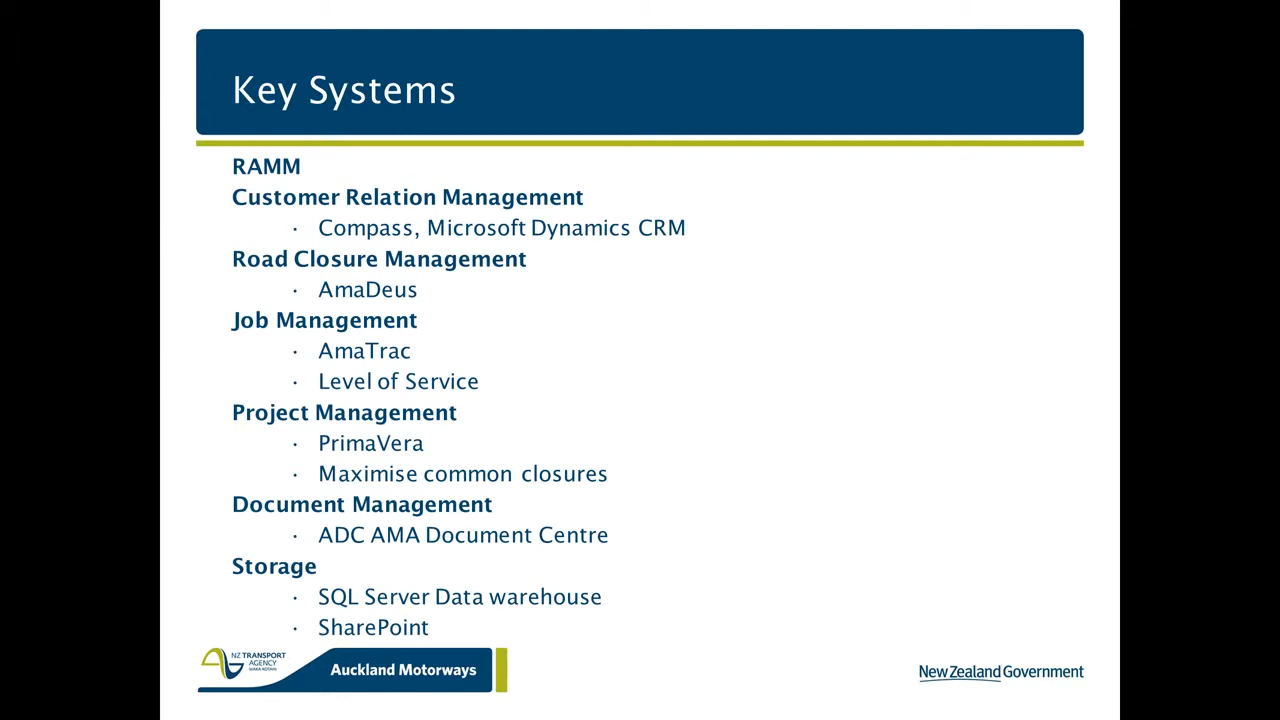 Key Systems
RAMM
Customer Relation Management
· Compass, Microsoft Dynamics CRM
Road Closure Management
· AmaDeus
Job Management
· AmaTrac
· Level of Service
Project Management
· PrimaVera
· Maximise common closures
Document Management
· ADC AMA Document Centre
Storage
· SQL Server Data warehouse
· SharePoint
NZ TRANSPORT
AGENCY
WAKA KOTAHI
Auckland Motorways
New Zealand Government